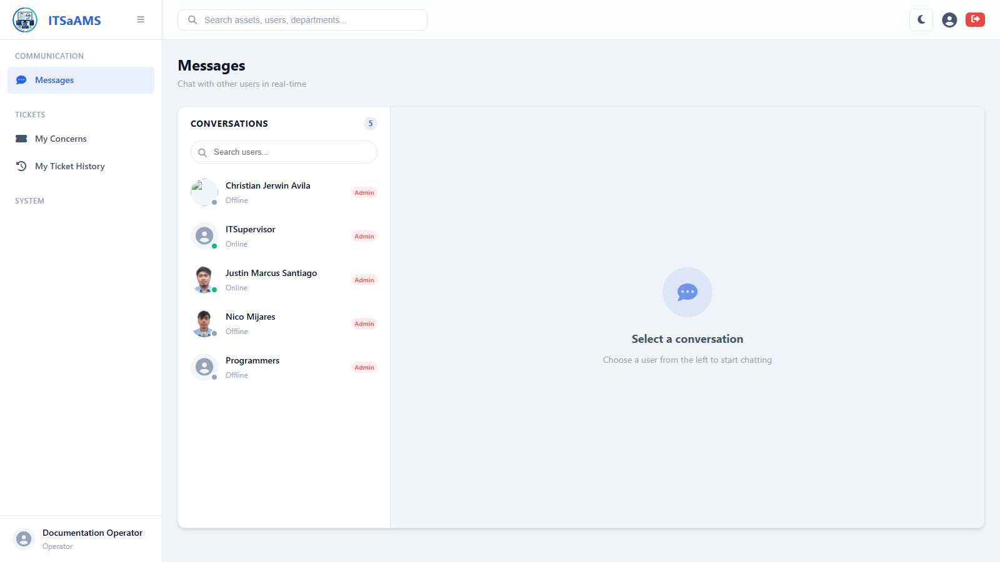 ITSaAMS
Search assets, users, departments...
COMMUNICATION
Messages
TICKETS
My Concerns
My Ticket History
SYSTEM
Documentation Operator
Operator
Messages
Chat with other users in real-time
CONVERSATIONS 5
Search users...
Christian Jerwin Avila
Offline
Admin
ITSupervisor
Online
Admin
Justin Marcus Santiago
Online
Admin
Nico Mijares
Offline
Admin
Programmers
Offline
Admin
Select a conversation
Choose a user from the left to start chatting